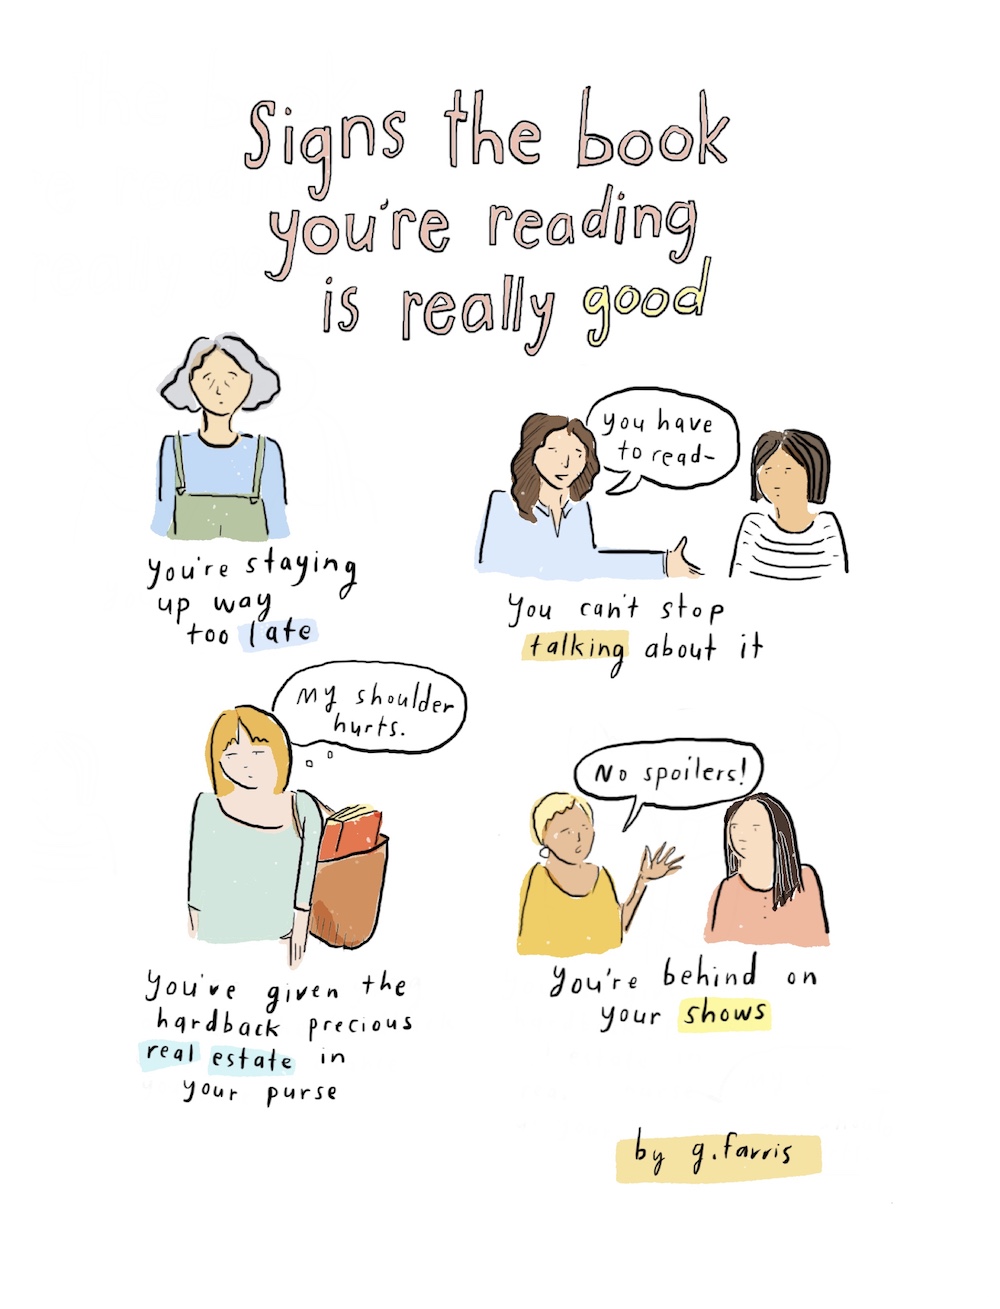 Signs the book
you're reading
is really good
you have
to read-
you're staying
up way
too late
you can't stop
talking about it
my shoulder
hurts.
No spoilers!
you've given the
hardback precious
real estate in
your purse
you're behind on
your shows
by g.farris